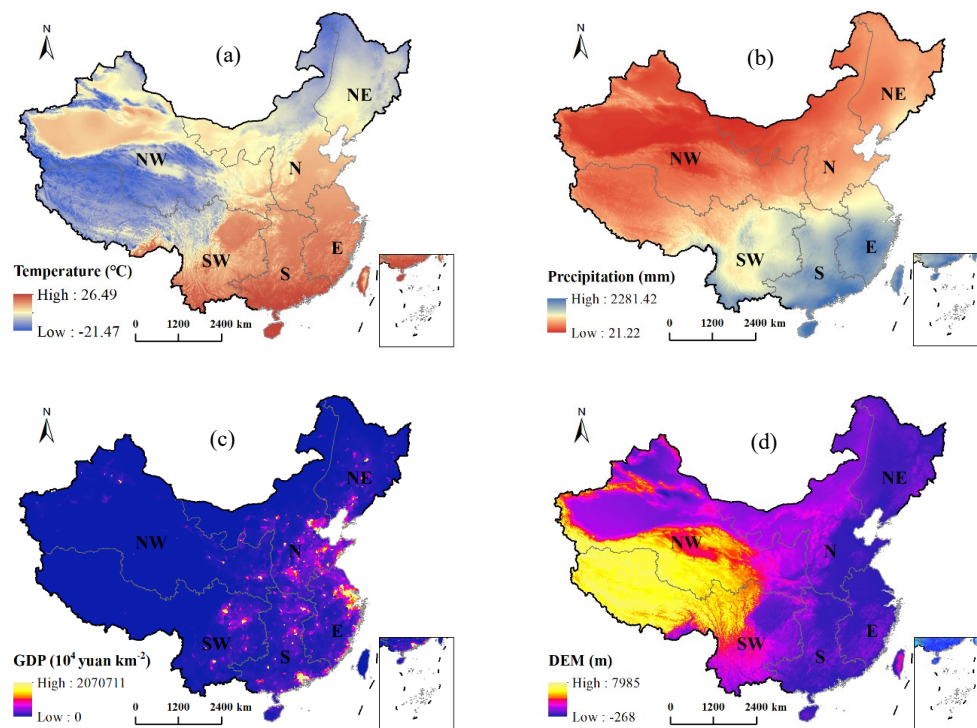 N
(a)
NE
NW
N
SW
S
E
Temperature (°C)
High : 26.49
Low : -21.47
0 1200 2400 km
N
(b)
NE
NW
N
SW
S
E
Precipitation (mm)
High : 2281.42
Low : 21.22
0 1200 2400 km
N
(c)
NE
NW
N
SW
S
E
GDP (10⁴ yuan km⁻²)
High : 2070711
Low : 0
0 1200 2400 km
N
(d)
NE
NW
N
SW
S
E
DEM (m)
High : 7985
Low : -268
0 1200 2400 km